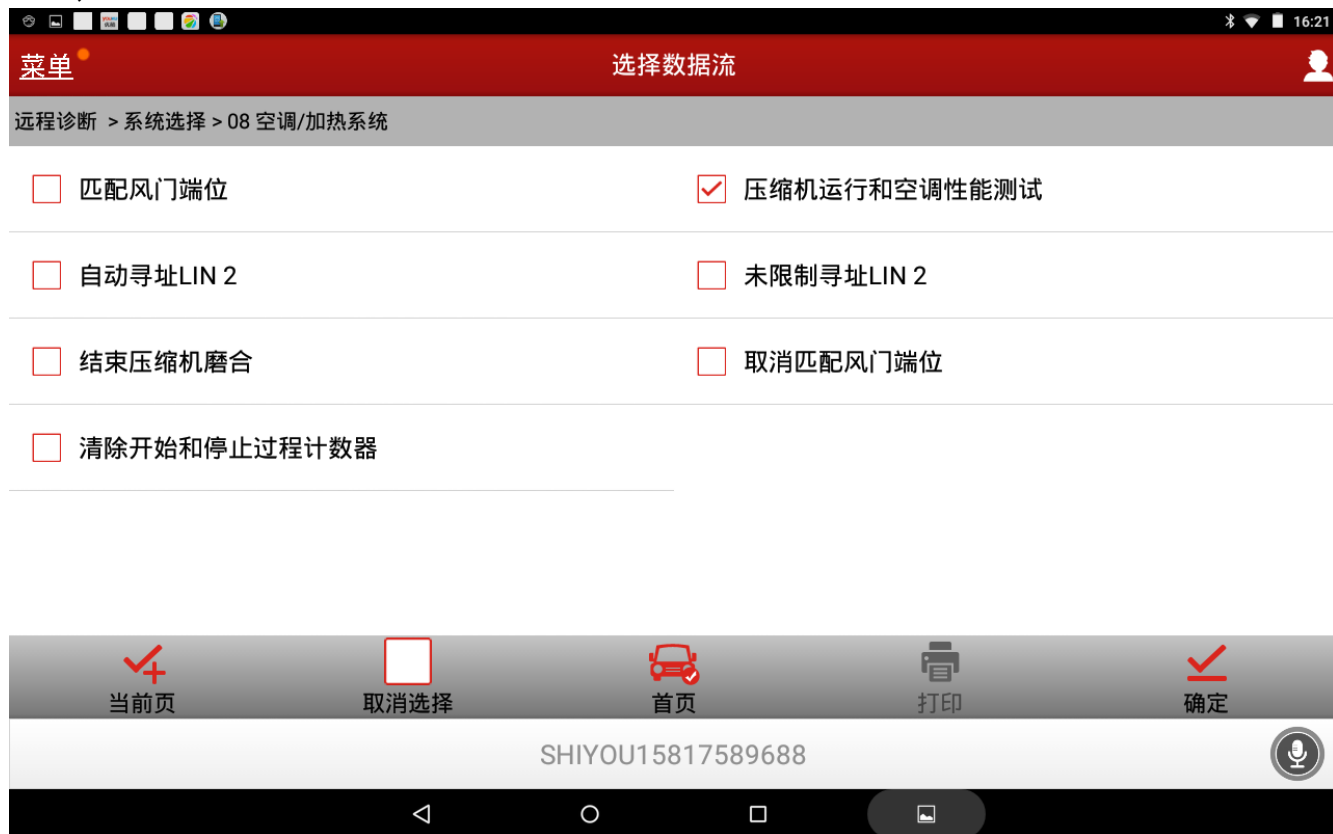 16:21
菜单
选择数据流
远程诊断 > 系统选择 > 08 空调/加热系统
匹配风门端位
压缩机运行和空调性能测试
自动寻址LIN 2
未限制寻址LIN 2
结束压缩机磨合
取消匹配风门端位
清除开始和停止过程计数器
当前页
取消选择
首页
打印
确定
SHIYOU15817589688